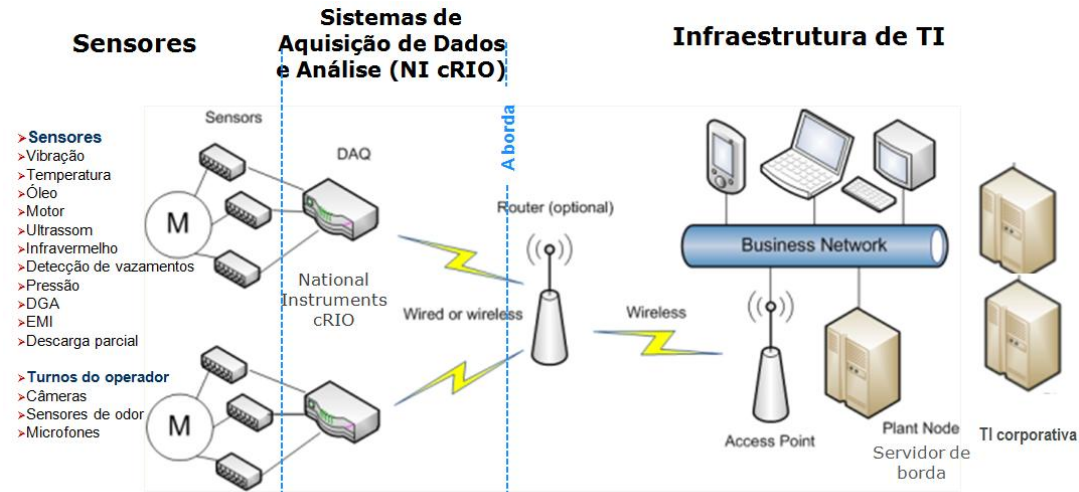 Sensores
Sistemas de
Aquisição de Dados
e Análise (NI cRIO)
Infraestrutura de TI
➢Sensores
➢Vibração
➢Temperatura
➢Óleo
➢Motor
➢Ultrassom
➢Infravermelho
➢Detecção de vazamentos
➢Pressão
➢DGA
➢EMI
➢Descarga parcial
➢Turnos do operador
➢Câmeras
➢Sensores de odor
➢Microfones
Sensors
M
M
DAQ
National
Instruments
cRIO
A borda
Router (optional)
Wired or wireless
Wireless
Business Network
Access Point
Plant Node
Servidor de
borda
TI corporativa